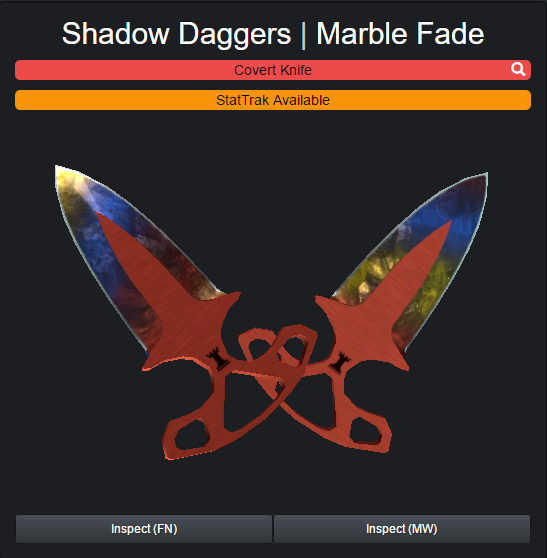 Shadow Daggers | Marble Fade
Covert Knife
StatTrak Available
Inspect (FN)
Inspect (MW)